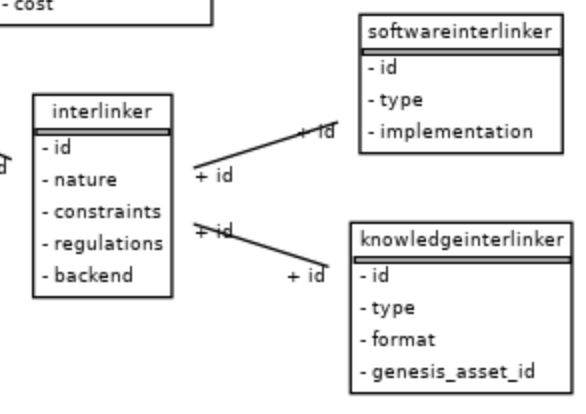 - cost
softwareinterlinker
- id
- type
- implementation
interlinker
- id
- nature
- constraints
- regulations
- backend
+ id
+ id
+ id
+ id
knowledgeinterlinker
- id
- type
- format
- genesis_asset_id